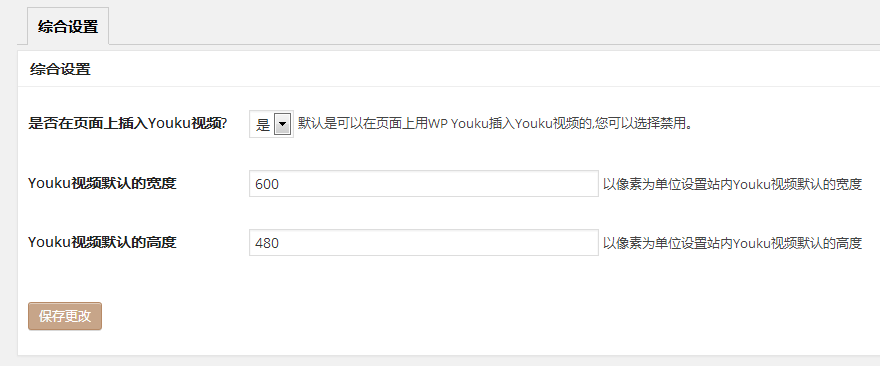 综合设置
综合设置
是否在页面上插入Youku视频? 是 默认是可以在页面上用WP Youku插入Youku视频的,您可以选择禁用。
Youku视频默认的宽度 600 以像素为单位设置站内Youku视频默认的宽度
Youku视频默认的高度 480 以像素为单位设置站内Youku视频默认的高度
保存更改